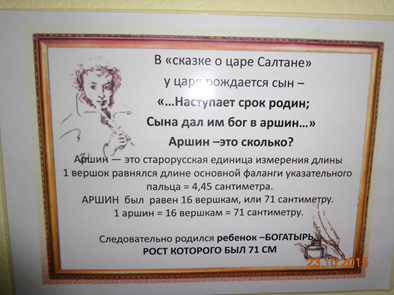 В «сказке о царе Салтане»
у царя рождается сын –
«…Наступает срок родин;
Сына дал им бог в аршин…»
Аршин –это сколько?
Аршин — это старорусская единица измерения длины
1 вершок равнялся длине основной фаланги указательного
пальца = 4,45 сантиметра.
АРШИН был равен 16 вершкам, или 71 сантиметру.
1 аршин = 16 вершкам = 71 сантиметру.
Следовательно родился ребенок –БОГАТЫРЬ,
РОСТ КОТОРОГО БЫЛ 71 СМ